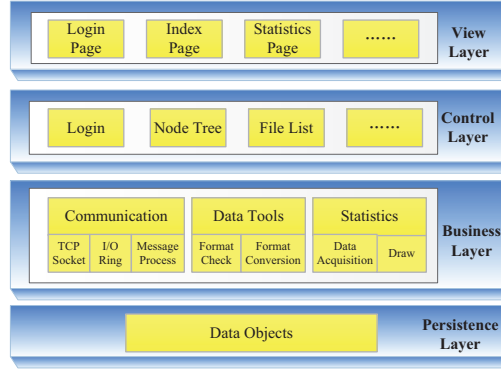 Login Page
Index Page
Statistics Page
......
View Layer
Login
Node Tree
File List
......
Control Layer
Communication
TCP Socket
I/O Ring
Message Process
Data Tools
Format Check
Format Conversion
Statistics
Data Acquisition
Draw
Business Layer
Data Objects
Persistence Layer